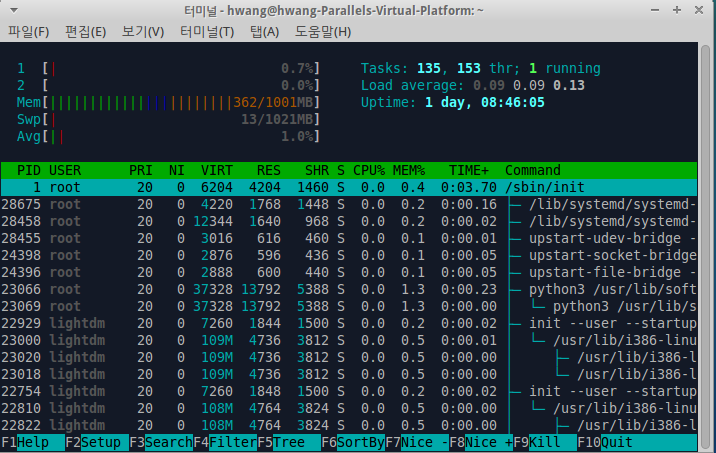 터미널 - hwang@hwang-Parallels-Virtual-Platform: ~
파일(F) 편집(E) 보기(V) 터미널(T) 탭(A) 도움말(H)
1 [| 0.7%] Tasks: 135, 153 thr; 1 running
2 [ 0.0%] Load average: 0.09 0.09 0.13
Mem[||||||||||||||||||||||362/1001MB] Uptime: 1 day, 08:46:05
Swp[| 13/1021MB]
Avg[|| 1.0%]
PID USER PRI NI VIRT RES SHR S CPU% MEM% TIME+ Command
1 root 20 0 6204 4204 1460 S 0.0 0.4 0:03.70 /sbin/init
28675 root 20 0 4220 1768 1448 S 0.0 0.2 0:00.16 ├─ /lib/systemd/systemd-
28458 root 20 0 12344 1640 968 S 0.0 0.2 0:00.02 ├─ /lib/systemd/systemd-
28455 root 20 0 3016 616 460 S 0.0 0.1 0:00.01 ├─ upstart-udev-bridge -
24398 root 20 0 2876 596 436 S 0.0 0.1 0:00.05 ├─ upstart-socket-bridge
24396 root 20 0 2888 600 440 S 0.0 0.1 0:00.05 ├─ upstart-file-bridge -
23066 root 20 0 37328 13792 5388 S 0.0 1.3 0:00.23 ├─ python3 /usr/lib/soft
23069 root 20 0 37328 13792 5388 S 0.0 1.3 0:00.00 │ └─ python3 /usr/lib/s
22929 lightdm 20 0 7260 1844 1500 S 0.0 0.2 0:00.02 ├─ init --user --startup
23000 lightdm 20 0 109M 4736 3812 S 0.0 0.5 0:00.01 │ └─ /usr/lib/i386-linu
23020 lightdm 20 0 109M 4736 3812 S 0.0 0.5 0:00.00 │ ├─ /usr/lib/i386-l
23018 lightdm 20 0 109M 4736 3812 S 0.0 0.5 0:00.00 │ ├─ /usr/lib/i386-l
22754 lightdm 20 0 7260 1848 1500 S 0.0 0.2 0:00.02 ├─ init --user --startup
22810 lightdm 20 0 108M 4764 3824 S 0.0 0.5 0:00.00 │ └─ /usr/lib/i386-linu
22822 lightdm 20 0 108M 4764 3824 S 0.0 0.5 0:00.00 │ ├─ /usr/lib/i386-l
F1Help F2Setup F3SearchF4FilterF5Tree F6SortByF7Nice -F8Nice +F9Kill F10Quit